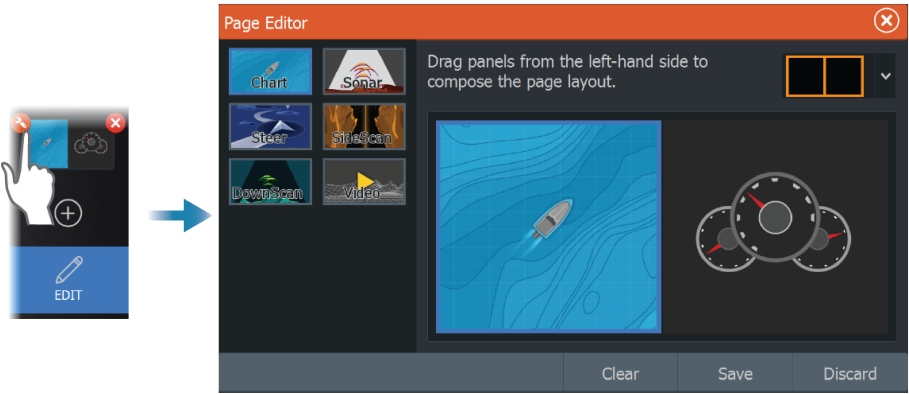 EDIT
Page Editor
Chart
Sonar
Steer
SideScan
DownScan
Video
Drag panels from the left-hand side to
compose the page layout.
Clear
Save
Discard